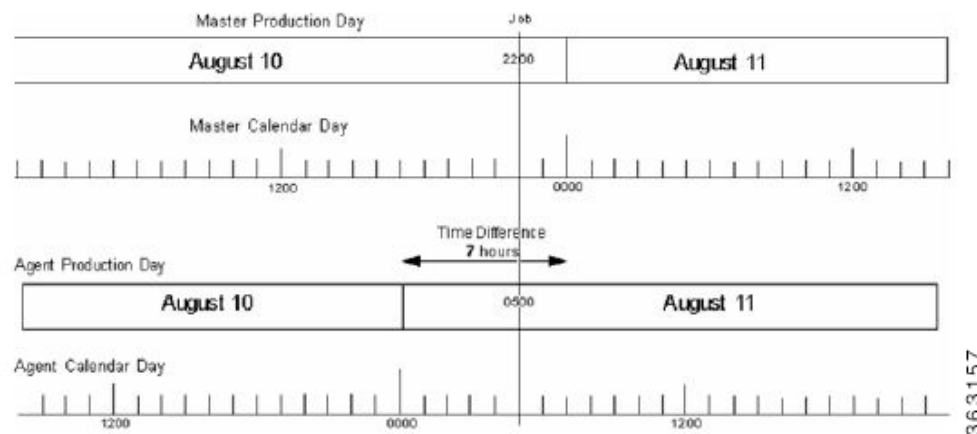 Master Production Day
Job
August 10
2200
August 11
Master Calendar Day
1200
0000
1200
Time Difference
7 hours
Agent Production Day
August 10
0500
August 11
Agent Calendar Day
1200
0000
1200
363157